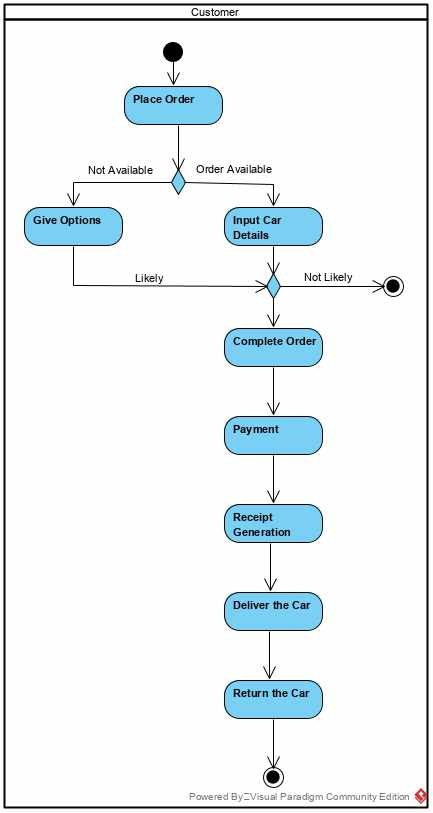 Customer
Place Order
Not Available
Order Available
Give Options
Input Car
Details
Likely
Not Likely
Complete Order
Payment
Receipt
Generation
Deliver the Car
Return the Car
Powered By Visual Paradigm Community Edition